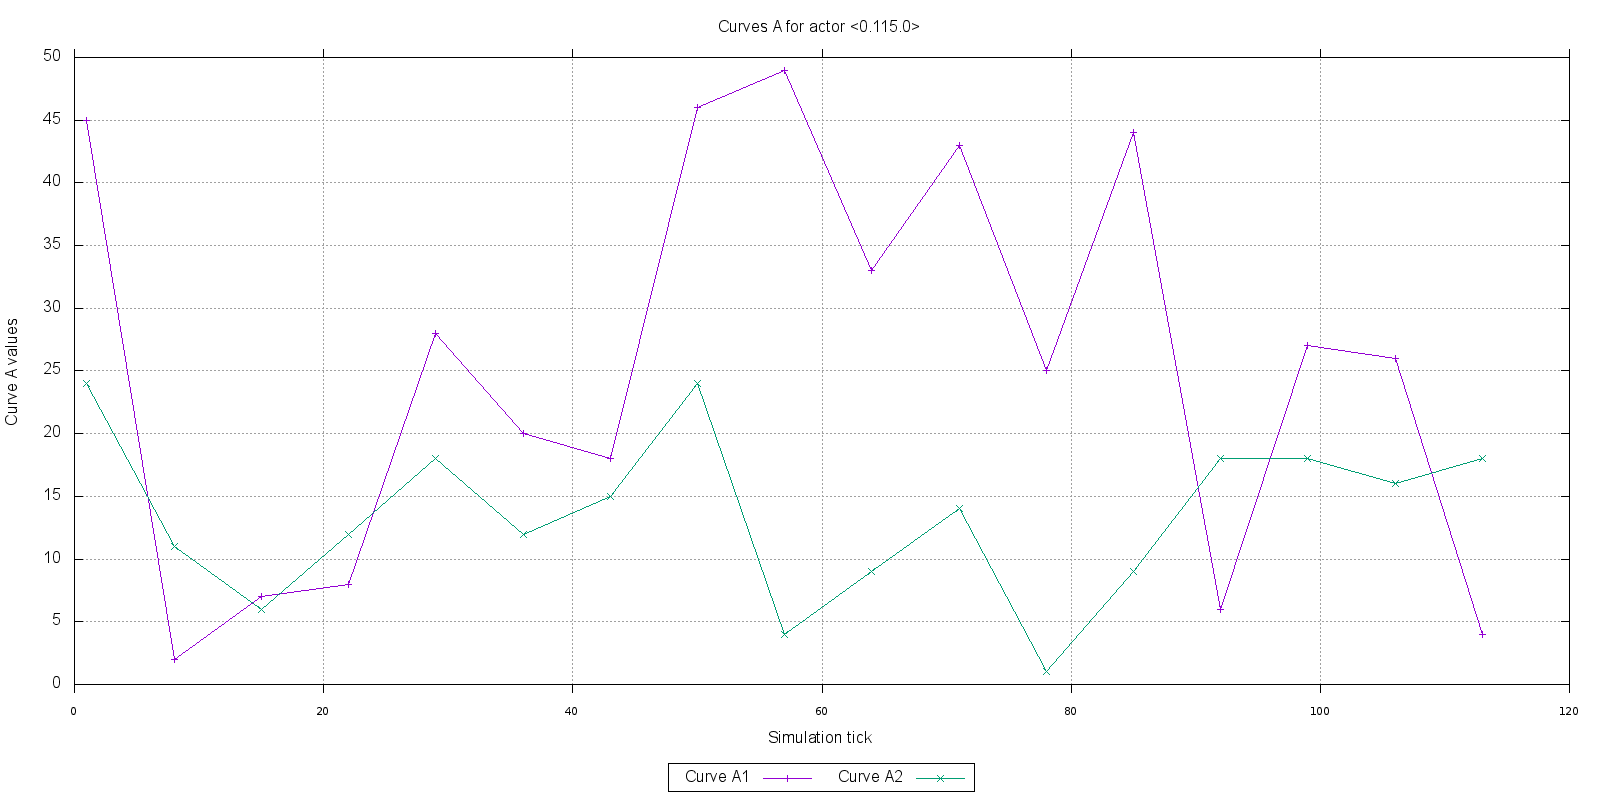 Curves A for actor <0.115.0>
50
45
40
35
30
25
20
15
10
5
0
Curve A values
0 20 40 60 80 100 120
Simulation tick
Curve A1 Curve A2